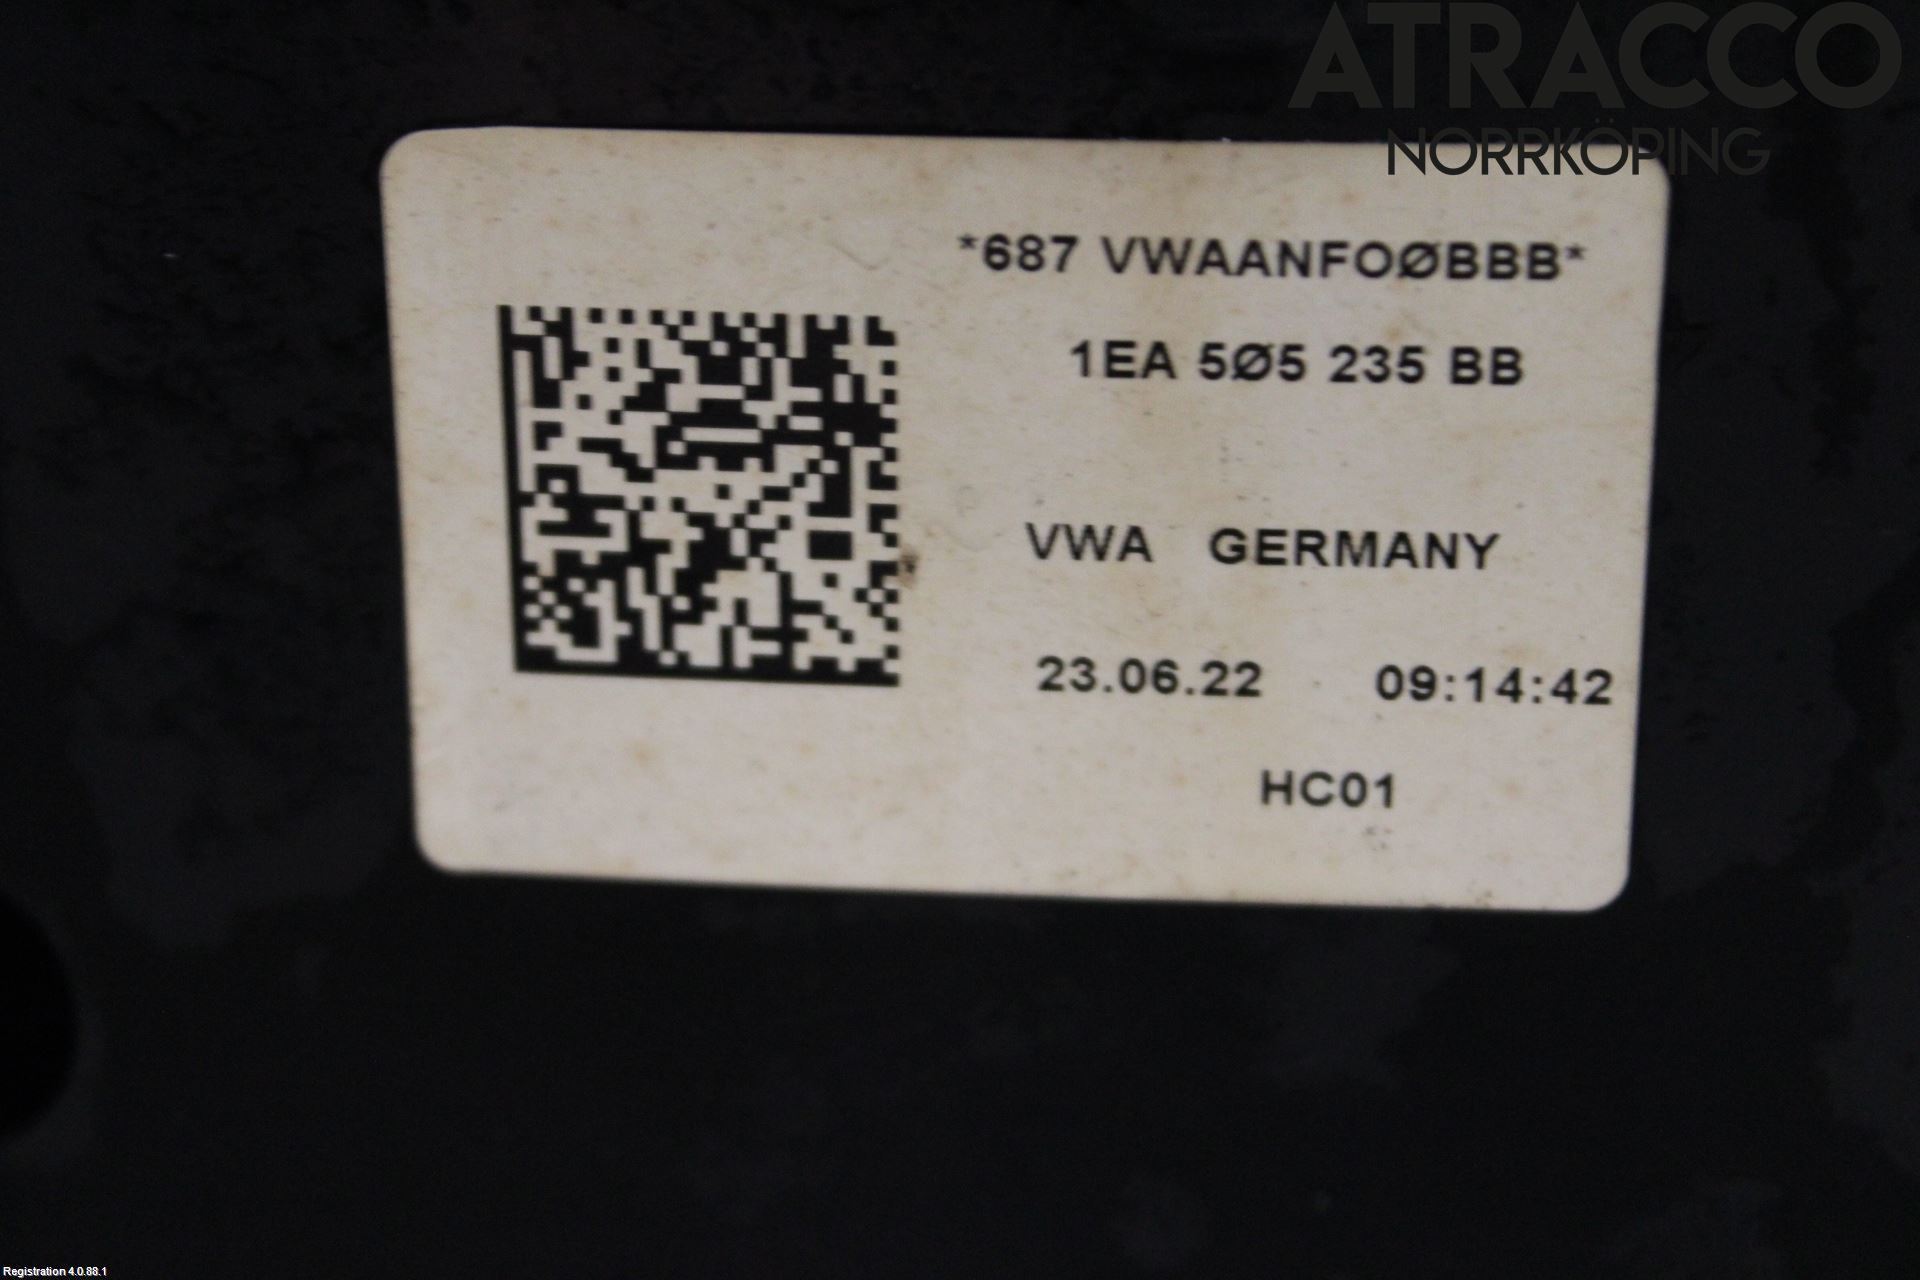 ATRACCO
NORRKÖPING
*687 VWAANFOØBBB*
1EA 5Ø5 235 BB
VWA GERMANY
23.06.22 09:14:42
HC01
Registration 4.0.88.1